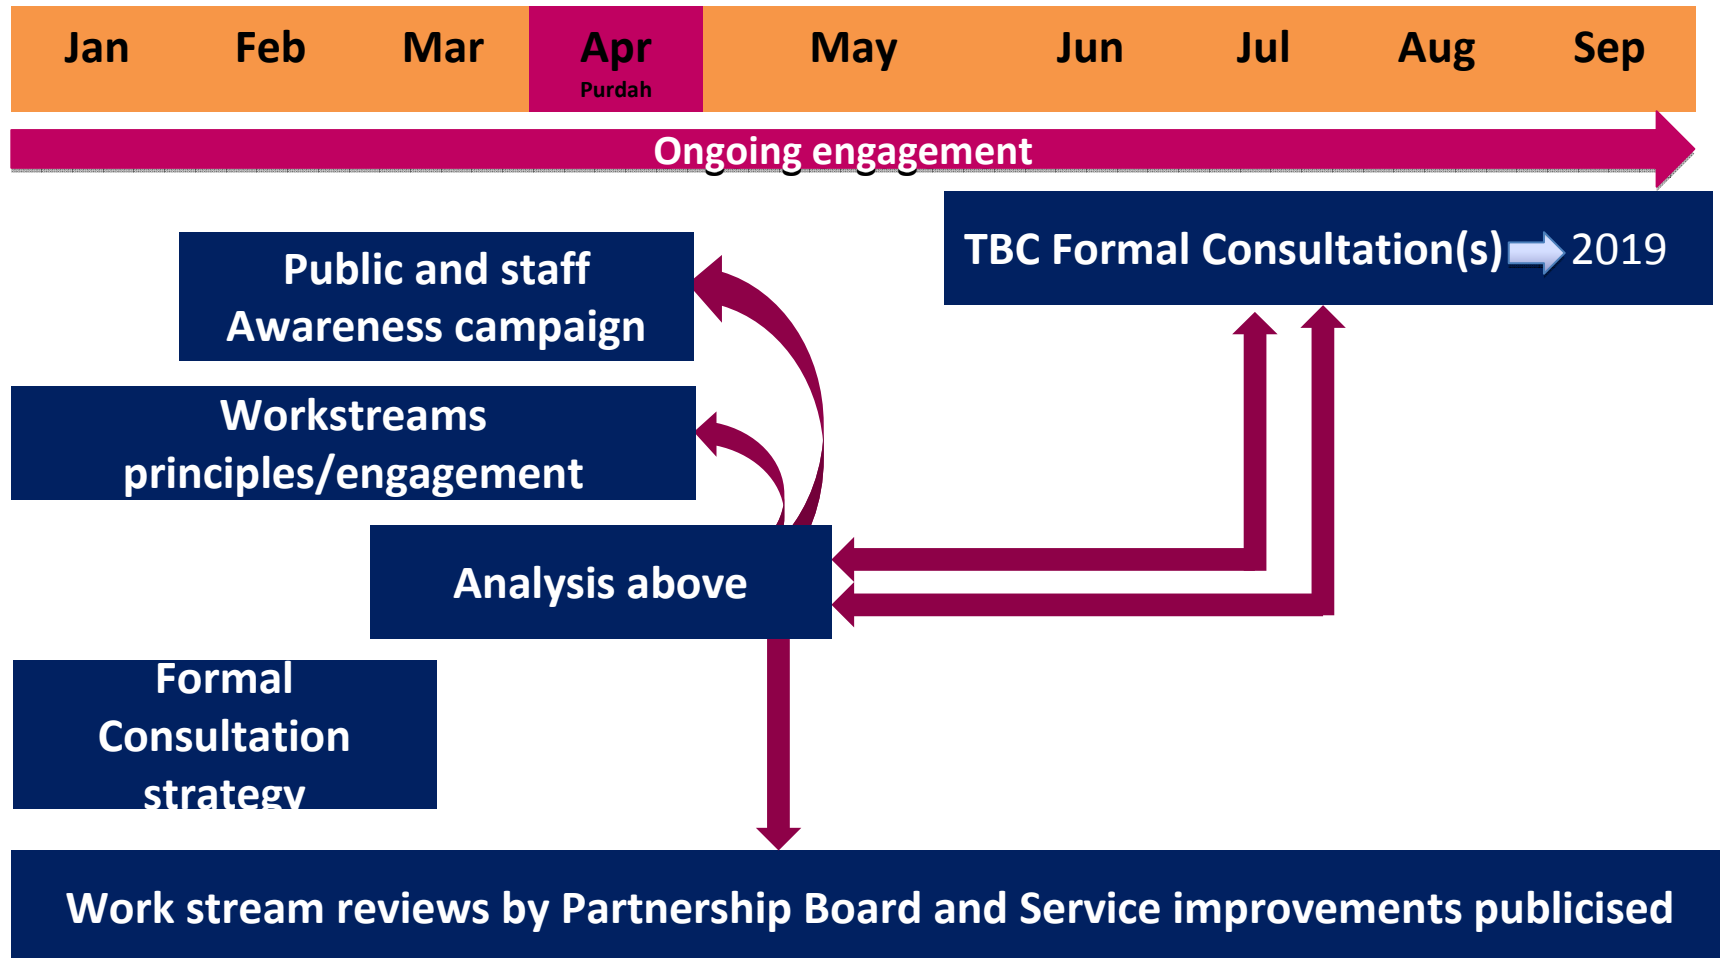 Jan Feb Mar Apr May Jun Jul Aug Sep
Purdah
Ongoing engagement
TBC Formal Consultation(s) 2019
Public and staff
Awareness campaign
Workstreams
principles/engagement
Analysis above
Formal
Consultation
strategy
Work stream reviews by Partnership Board and Service improvements publicised